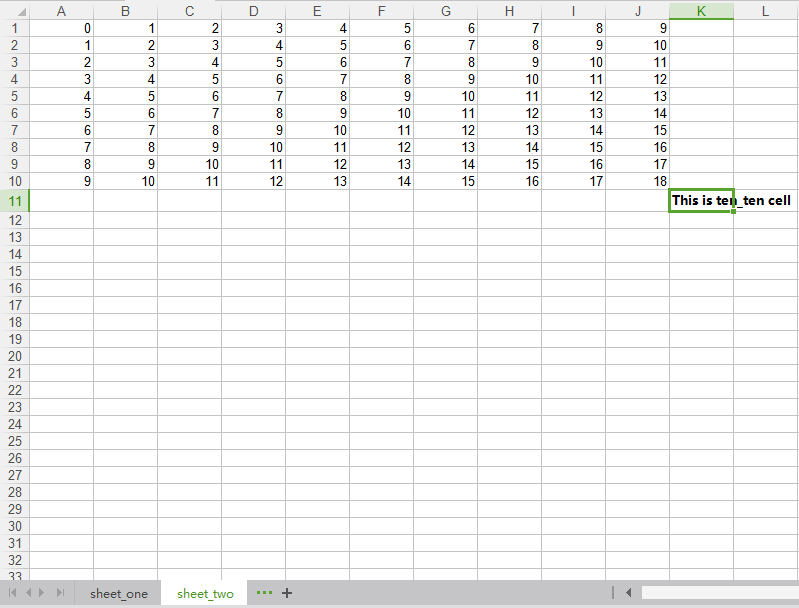 A B C D E F G H I J K L
1 0 1 2 3 4 5 6 7 8 9
2 1 2 3 4 5 6 7 8 9 10
3 2 3 4 5 6 7 8 9 10 11
4 3 4 5 6 7 8 9 10 11 12
5 4 5 6 7 8 9 10 11 12 13
6 5 6 7 8 9 10 11 12 13 14
7 6 7 8 9 10 11 12 13 14 15
8 7 8 9 10 11 12 13 14 15 16
9 8 9 10 11 12 13 14 15 16 17
10 9 10 11 12 13 14 15 16 17 18
11 This is ten_ten cell
12
13
14
15
16
17
18
19
20
21
22
23
24
25
26
27
28
29
30
31
32
33
sheet_one sheet_two ··· +